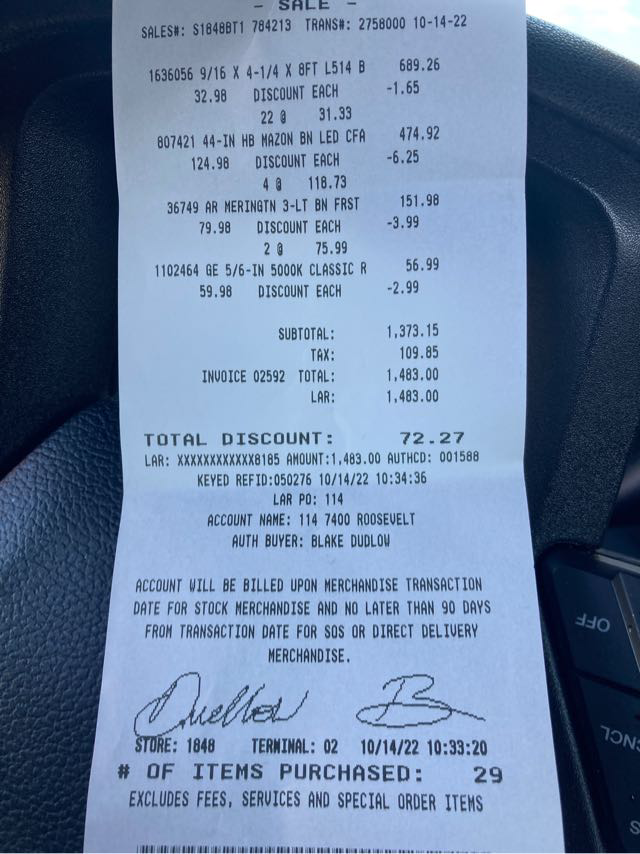 - SALE -
SALES#: S1848BT1 784213 TRANS#: 2758000 10-14-22
1636056 9/16 X 4-1/4 X 8FT L514 B 689.26
32.98 DISCOUNT EACH -1.65
22 @ 31.33
807421 44-IN HB MAZON BN LED CFA 474.92
124.98 DISCOUNT EACH -6.25
4 @ 118.73
36749 AR MERINGTN 3-LT BN FRST 151.98
79.98 DISCOUNT EACH -3.99
2 @ 75.99
1102464 GE 5/6-IN 5000K CLASSIC R 56.99
59.98 DISCOUNT EACH -2.99
SUBTOTAL: 1,373.15
TAX: 109.85
INVOICE 02592 TOTAL: 1,483.00
LAR: 1,483.00
TOTAL DISCOUNT: 72.27
LAR: XXXXXXXXXXXX8185 AMOUNT:1,483.00 AUTHCD: 001588
KEYED REFID:050276 10/14/22 10:34:36
LAR PO: 114
ACCOUNT NAME: 114 7400 ROOSEVELT
AUTH BUYER: BLAKE DUDLOW
ACCOUNT WILL BE BILLED UPON MERCHANDISE TRANSACTION
DATE FOR STOCK MERCHANDISE AND NO LATER THAN 90 DAYS
FROM TRANSACTION DATE FOR SOS OR DIRECT DELIVERY
MERCHANDISE.
STORE: 1848 TERMINAL: 02 10/14/22 10:33:20
# OF ITEMS PURCHASED: 29
EXCLUDES FEES, SERVICES AND SPECIAL ORDER ITEMS
OFF
CNCL